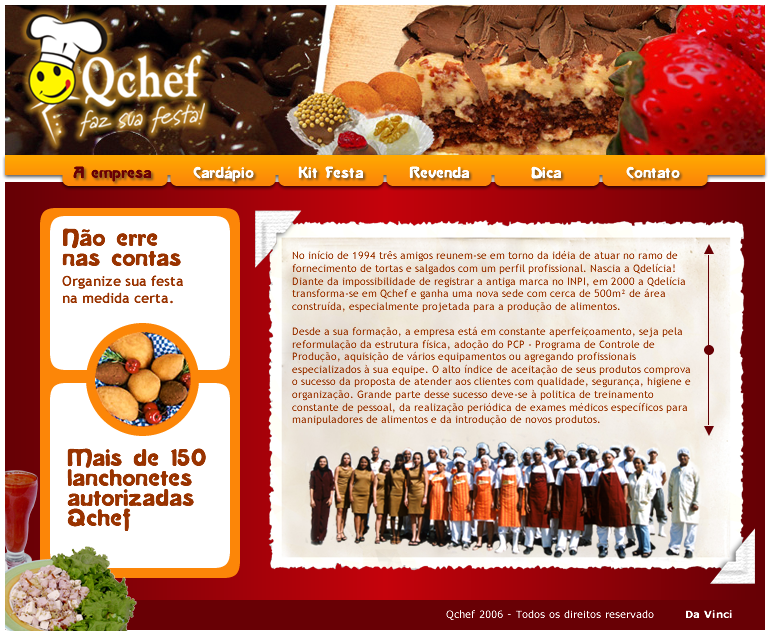 Qchef
faz sua festa!
A empresa
Cardápio
Kit Festa
Revenda
Dica
Contato
Não erre
nas contas
Organize sua festa
na medida certa.
Mais de 150
lanchonetes
autorizadas
Qchef
No início de 1994 três amigos reunem-se em torno da idéia de atuar no ramo de
fornecimento de tortas e salgados com um perfil profissional. Nascia a Qdelícia!
Diante da impossibilidade de registrar a antiga marca no INPI, em 2000 a Qdelícia
transforma-se em Qchef e ganha uma nova sede com cerca de 500m² de área
construída, especialmente projetada para a produção de alimentos.
Desde a sua formação, a empresa está em constante aperfeiçoamento, seja pela
reformulação da estrutura física, adoção do PCP - Programa de Controle de
Produção, aquisição de vários equipamentos ou agregando profissionais
especializados à sua equipe. O alto índice de aceitação de seus produtos comprova
o sucesso da proposta de atender aos clientes com qualidade, segurança, higiene e
organização. Grande parte desse sucesso deve-se à política de treinamento
constante de pessoal, da realização periódica de exames médicos específicos para
manipuladores de alimentos e da introdução de novos produtos.
Qchef 2006 - Todos os direitos reservado
Da Vinci